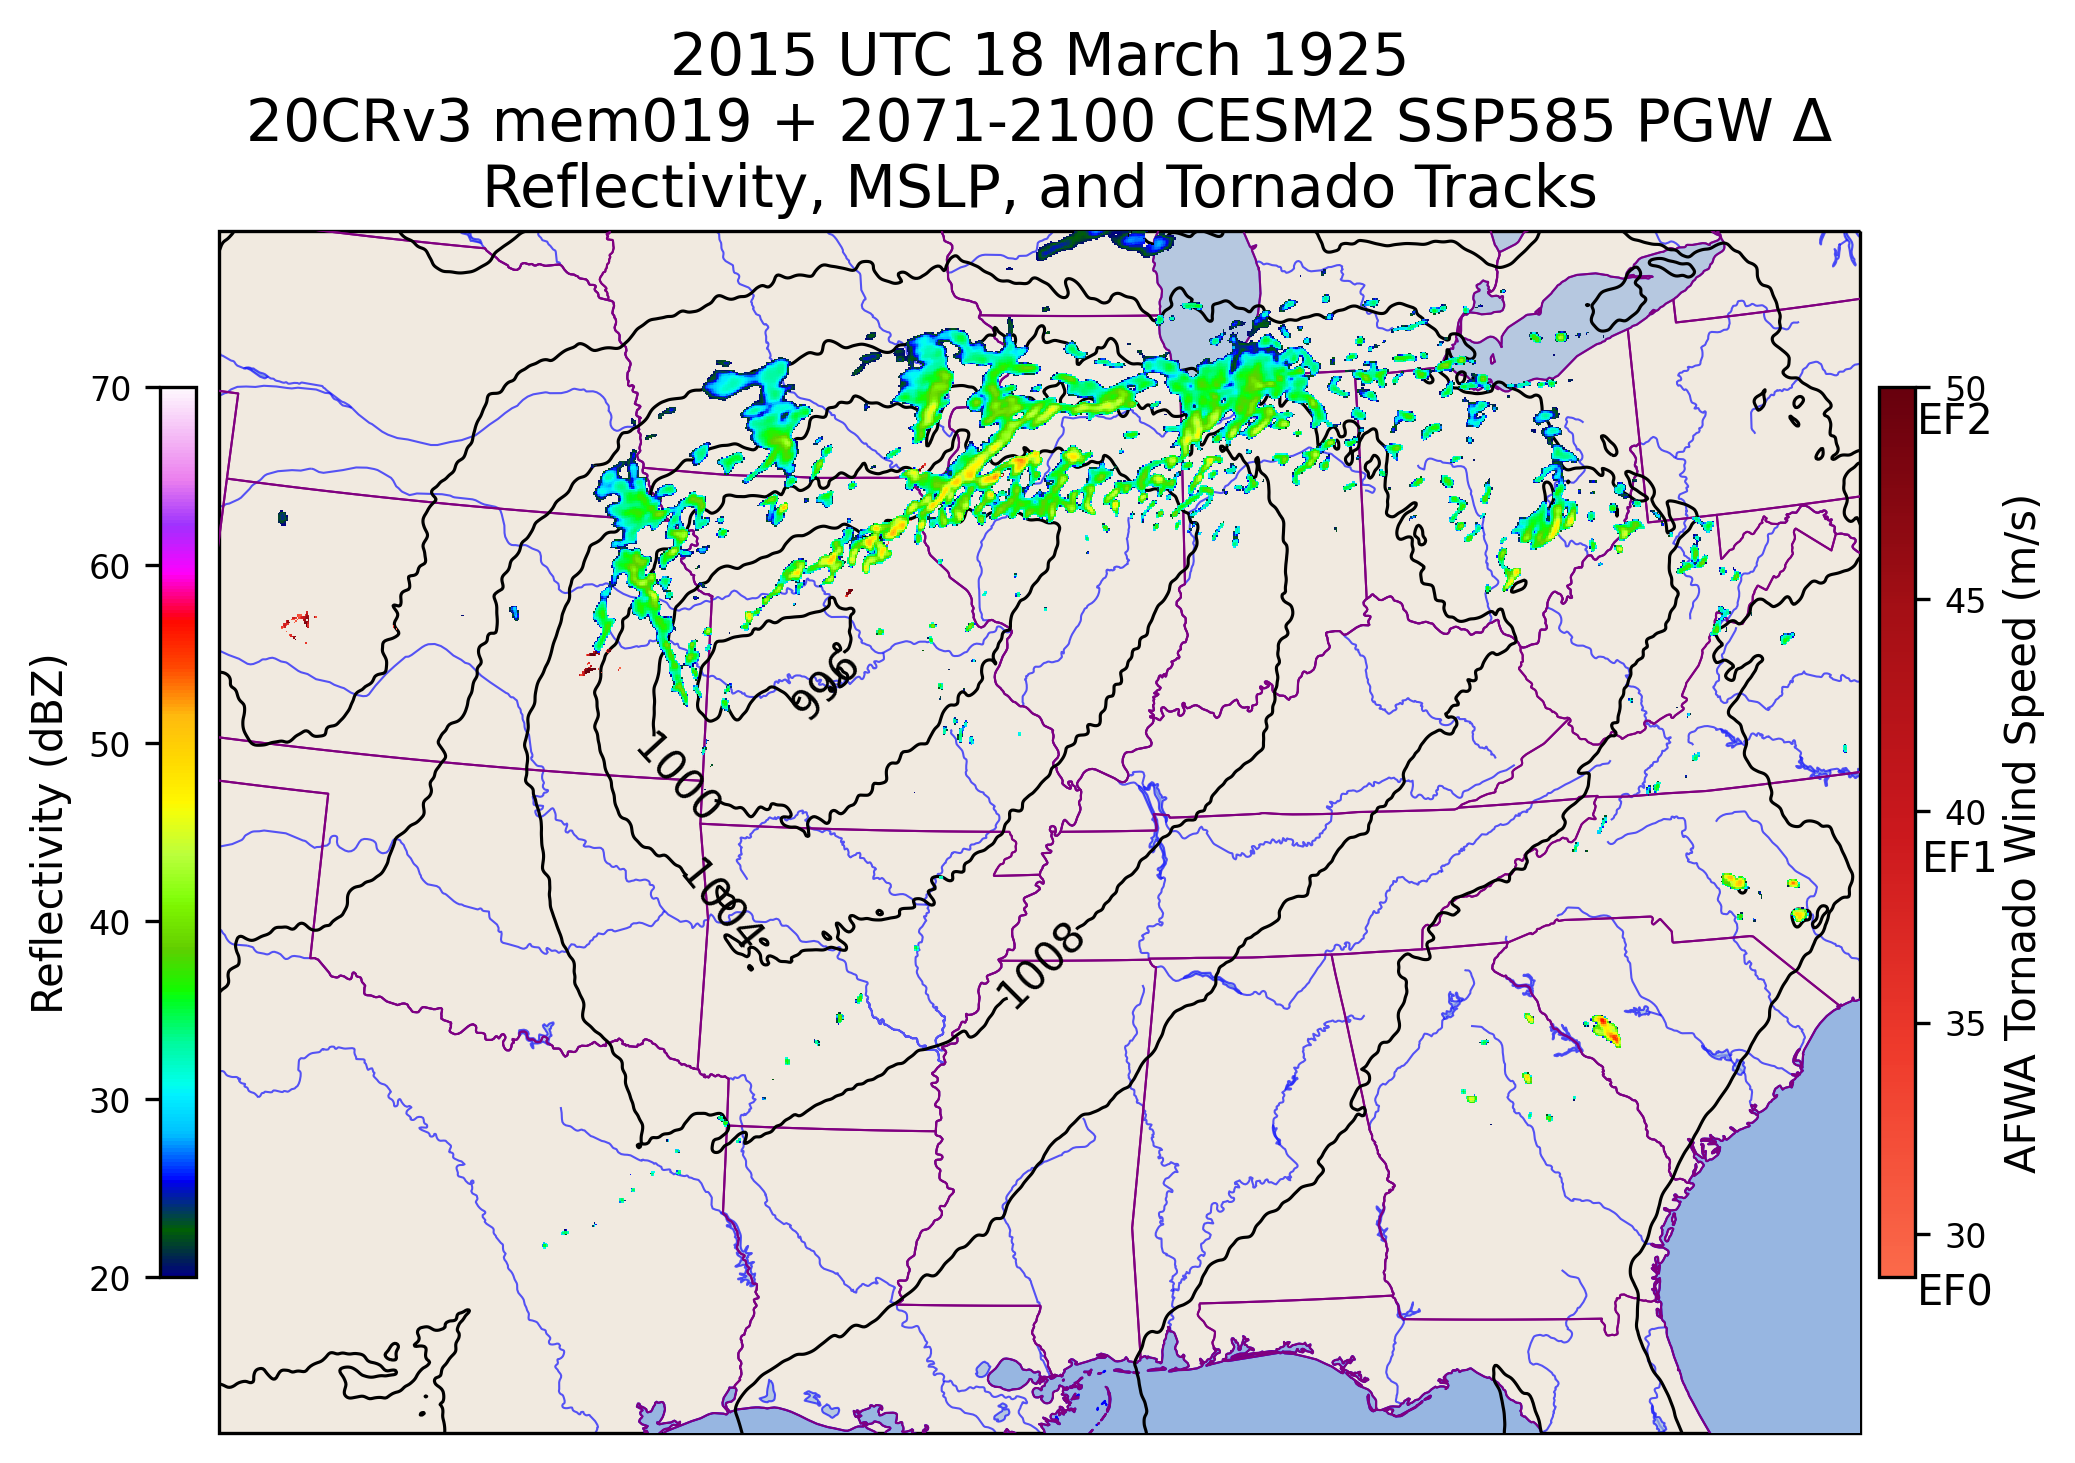 2015 UTC 18 March 1925
20CRv3 mem019 + 2071-2100 CESM2 SSP585 PGW Δ
Reflectivity, MSLP, and Tornado Tracks
70
60
50
40
30
20
Reflectivity (dBZ)
996
1000
1004
1008
50
EF2
45
40
EF1
35
30
EF0
AFWA Tornado Wind Speed (m/s)